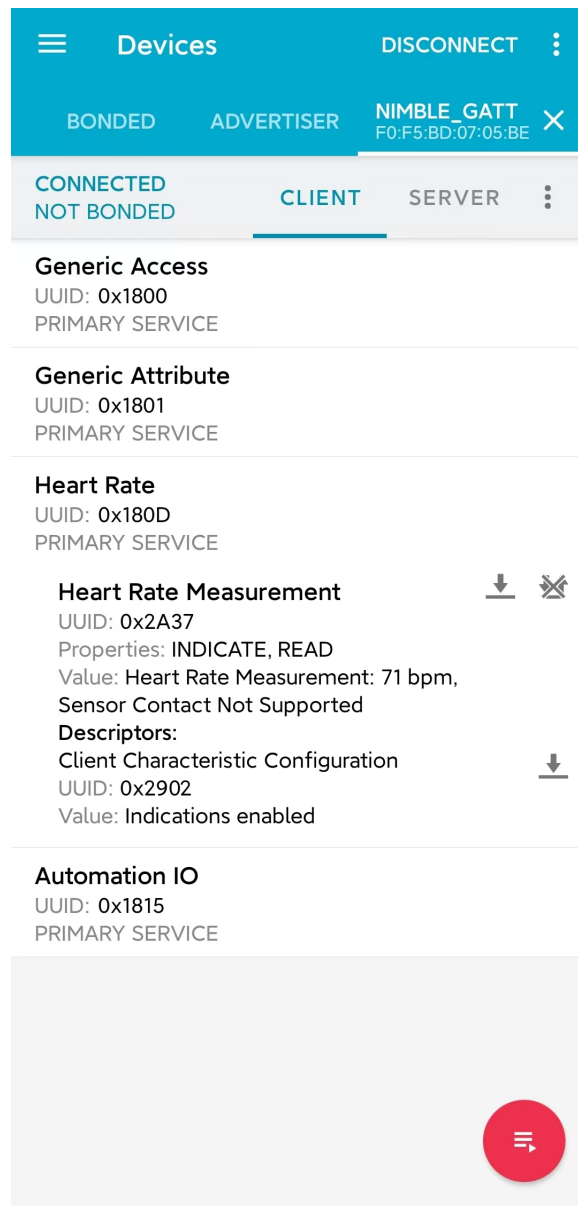 Devices
DISCONNECT
BONDED
ADVERTISER
NIMBLE_GATT
F0:F5:BD:07:05:BE
CONNECTED
NOT BONDED
CLIENT
SERVER
Generic Access
UUID: 0x1800
PRIMARY SERVICE
Generic Attribute
UUID: 0x1801
PRIMARY SERVICE
Heart Rate
UUID: 0x180D
PRIMARY SERVICE
Heart Rate Measurement
UUID: 0x2A37
Properties: INDICATE, READ
Value: Heart Rate Measurement: 71 bpm,
Sensor Contact Not Supported
Descriptors:
Client Characteristic Configuration
UUID: 0x2902
Value: Indications enabled
Automation IO
UUID: 0x1815
PRIMARY SERVICE